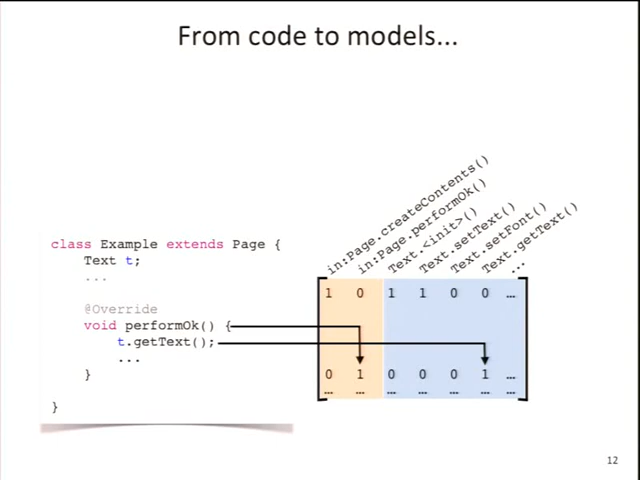 From code to models...
in:Page.createContents()
in:Page.performOk()
Text.<init>()
Text.setText()
Text.setFont()
Text.getText()
...
class Example extends Page {
Text t;
...
@Override
void performOk() {
t.getText();
...
}
}
1 0 1 1 0 0 ...
0 1 0 0 0 1 ...
... ... ... ... ... ... ...
12